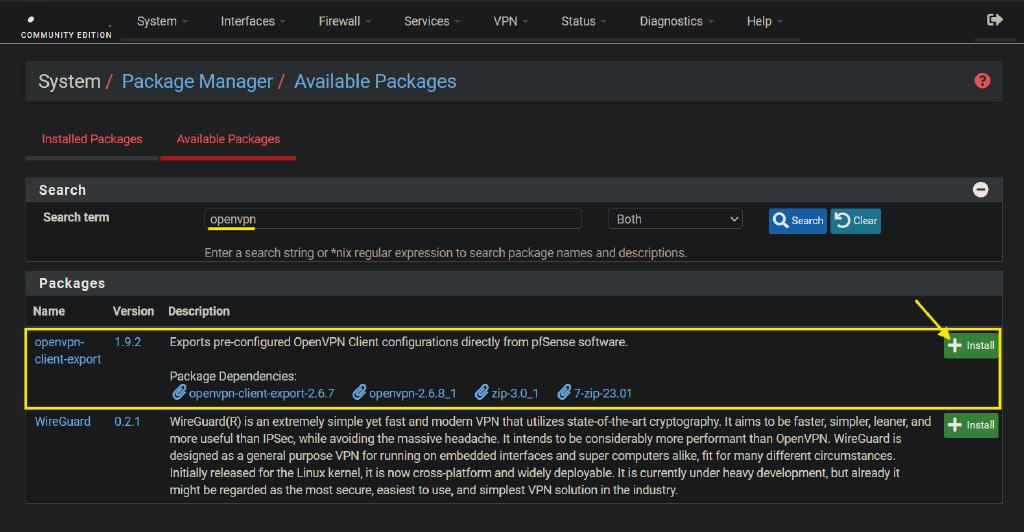 COMMUNITY EDITION
System Interfaces Firewall Services VPN Status Diagnostics Help
System / Package Manager / Available Packages
Installed Packages Available Packages
Search
Search term openvpn Both Search Clear
Enter a search string or *nix regular expression to search package names and descriptions.
Packages
Name Version Description
openvpn-client-export 1.9.2 Exports pre-configured OpenVPN Client configurations directly from pfSense software. Install
Package Dependencies:
openvpn-client-export-2.6.7 openvpn-2.6.8_1 zip-3.0_1 7-zip-23.01
WireGuard 0.2.1 WireGuard(R) is an extremely simple yet fast and modern VPN that utilizes state-of-the-art cryptography. It aims to be faster, simpler, leaner, and Install
more useful than IPSec, while avoiding the massive headache. It intends to be considerably more performant than OpenVPN. WireGuard is
designed as a general purpose VPN for running on embedded interfaces and super computers alike, fit for many different circumstances.
Initially released for the Linux kernel, it is now cross-platform and widely deployable. It is currently under heavy development, but already it
might be regarded as the most secure, easiest to use, and simplest VPN solution in the industry.